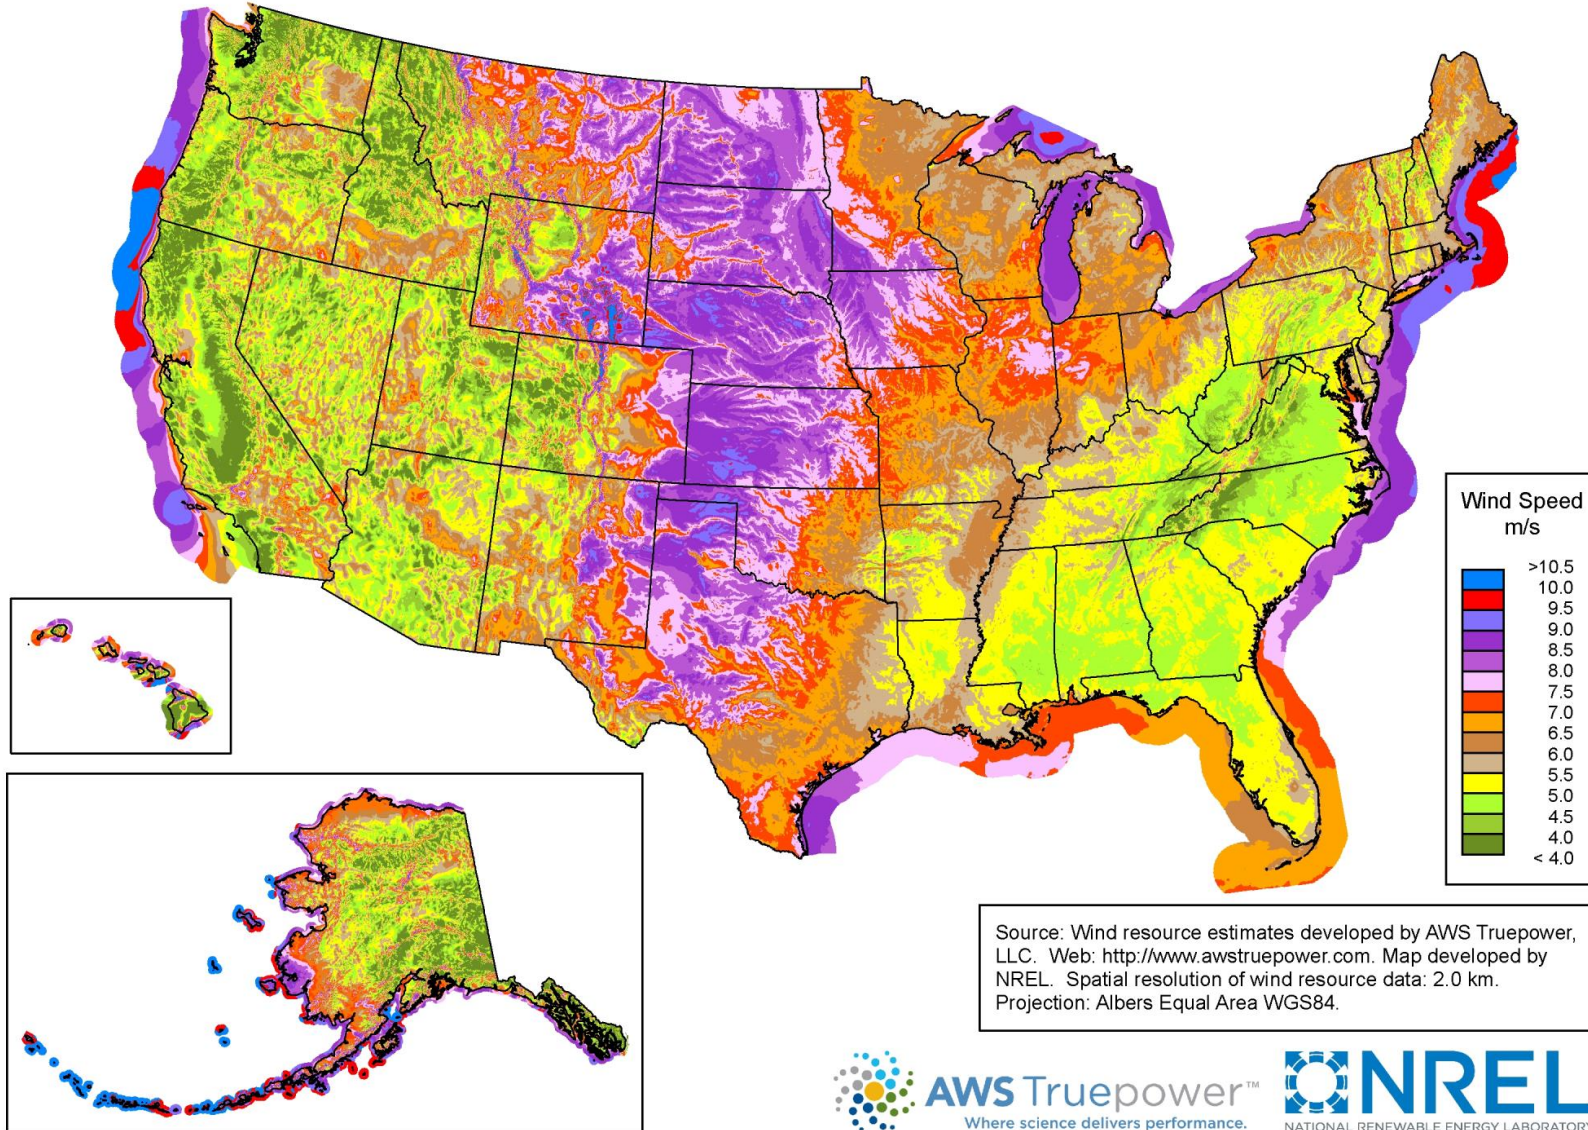 Wind Speed
m/s
>10.5
10.0
9.5
9.0
8.5
8.0
7.5
7.0
6.5
6.0
5.5
5.0
4.5
4.0
< 4.0
Source: Wind resource estimates developed by AWS Truepower,
LLC. Web: http://www.awstruepower.com. Map developed by
NREL. Spatial resolution of wind resource data: 2.0 km.
Projection: Albers Equal Area WGS84.
AWS Truepower™
Where science delivers performance.
NREL
NATIONAL RENEWABLE ENERGY LABORATORY